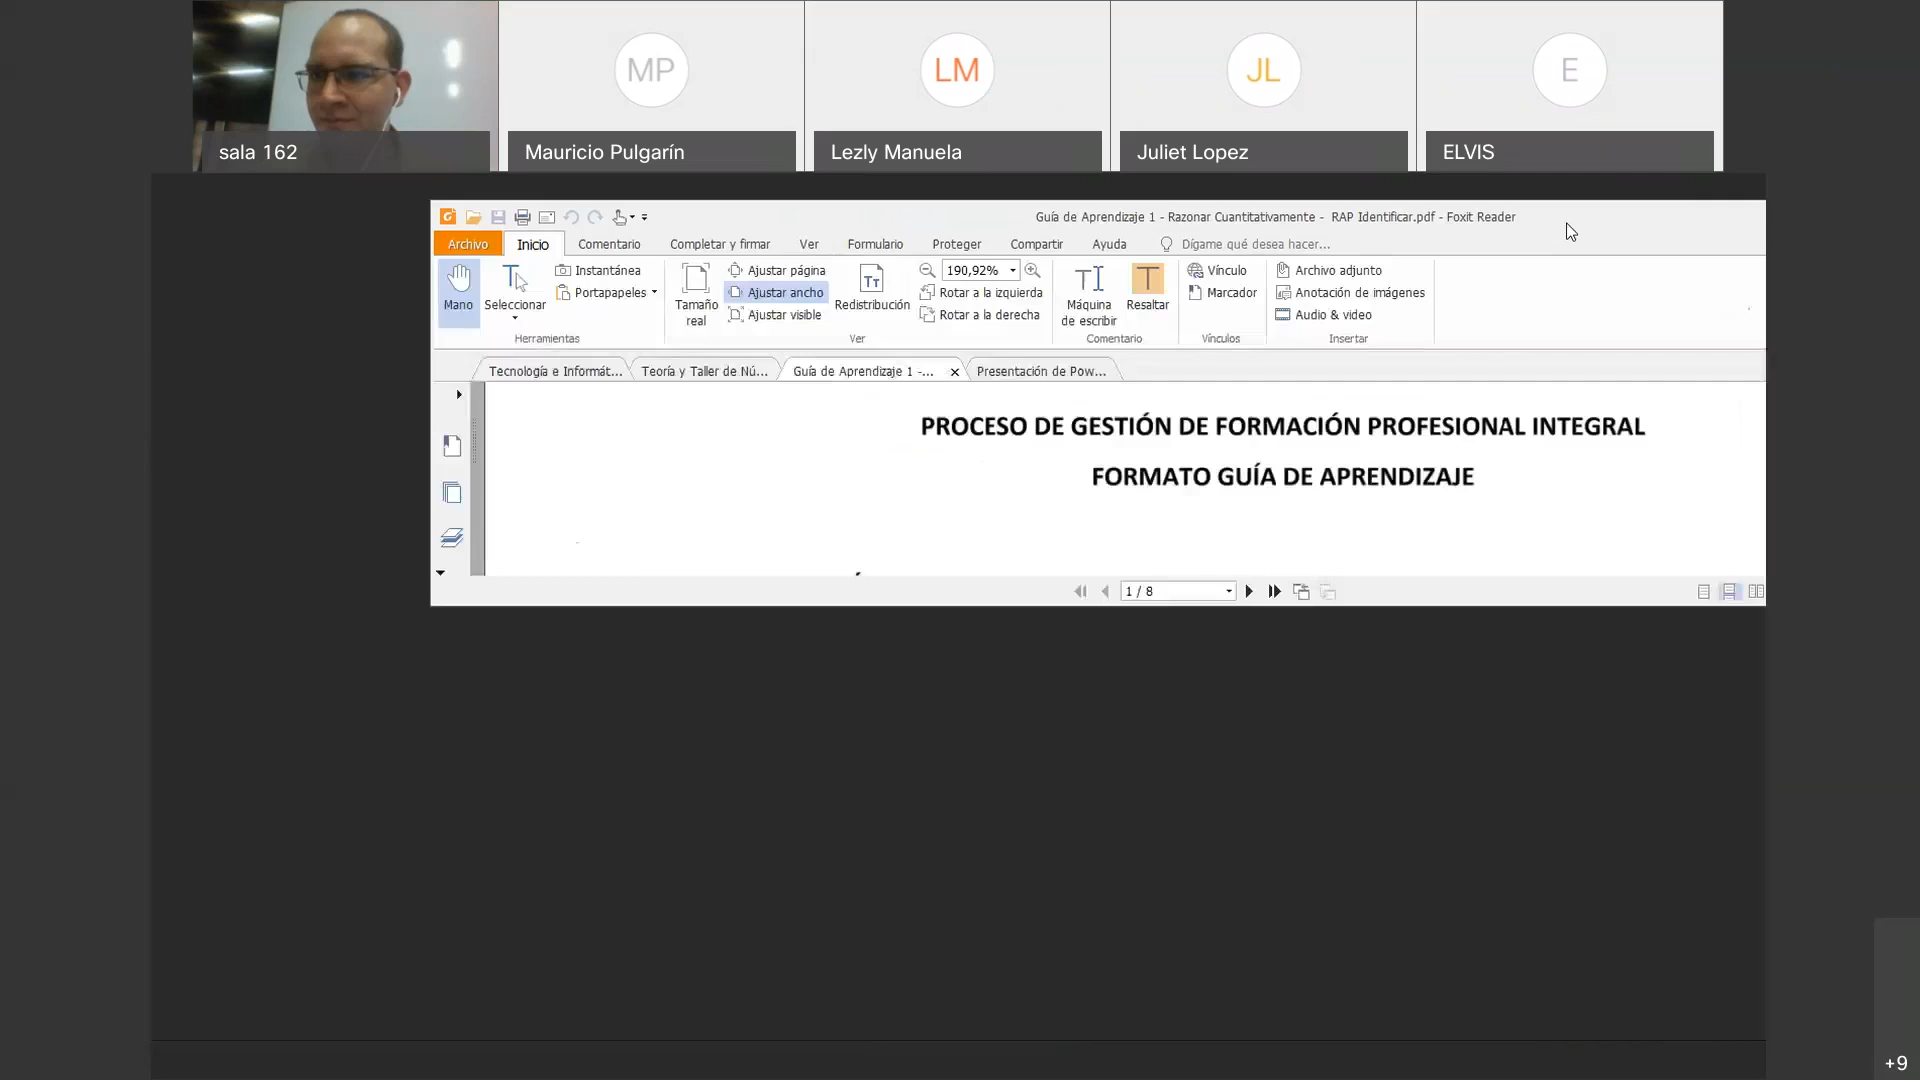 MP
LM
JL
E
sala 162
Mauricio Pulgarín
Lezly Manuela
Juliet Lopez
ELVIS
Guía de Aprendizaje 1 - Razonar Cuantitativamente - RAP Identificar.pdf - Foxit Reader
Archivo
Inicio
Comentario
Completar y firmar
Ver
Formulario
Proteger
Compartir
Ayuda
Dígame qué desea hacer...
Mano
Seleccionar
Instantánea
Portapapeles
Herramientas
Tamaño
real
Ajustar página
Ajustar ancho
Ajustar visible
Redistribución
190,92%
Rotar a la izquierda
Rotar a la derecha
Ver
Máquina
de escribir
Resaltar
Comentario
Vínculo
Marcador
Vínculos
Archivo adjunto
Anotación de imágenes
Audio & video
Insertar
Tecnología e Informát...
Teoría y Taller de Nú...
Guía de Aprendizaje 1 -...
Presentación de Pow...
PROCESO DE GESTIÓN DE FORMACIÓN PROFESIONAL INTEGRAL
FORMATO GUÍA DE APRENDIZAJE
1 / 8
+9